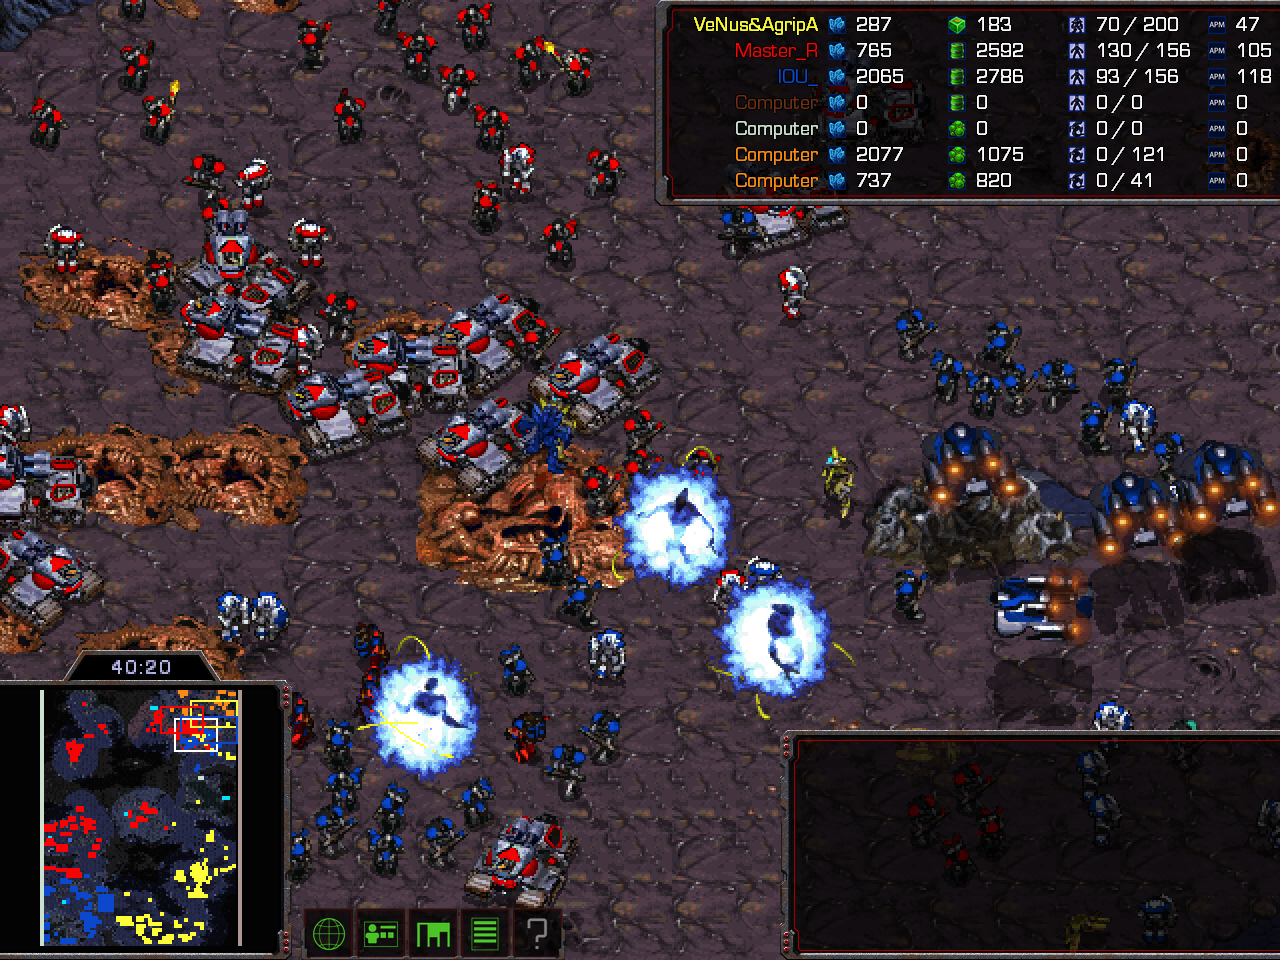 VeNus&AgripA 287 183 70 / 200 APM 47
Master_R 765 2592 130 / 156 APM 105
IOU_ 2065 2786 93 / 156 APM 118
Computer 0 0 0 / 0 APM 0
Computer 0 0 0 / 0 APM 0
Computer 2077 1075 0 / 121 APM 0
Computer 737 820 0 / 41 APM 0
40:20
?